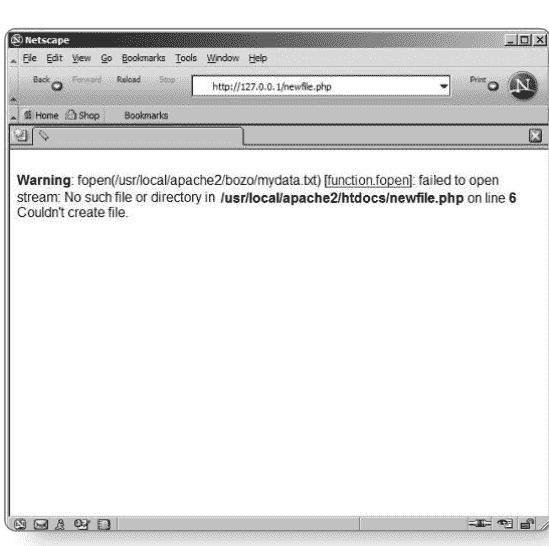 Netscape
File Edit View Go Bookmarks Tools Window Help
Back Forward Reload Stop http://127.0.0.1/newfile.php Print N
Home Shop Bookmarks
Warning: fopen(/usr/local/apache2/bozo/mydata.txt) [function.fopen]: failed to open
stream: No such file or directory in /usr/local/apache2/htdocs/newfile.php on line 6
Couldn't create file.